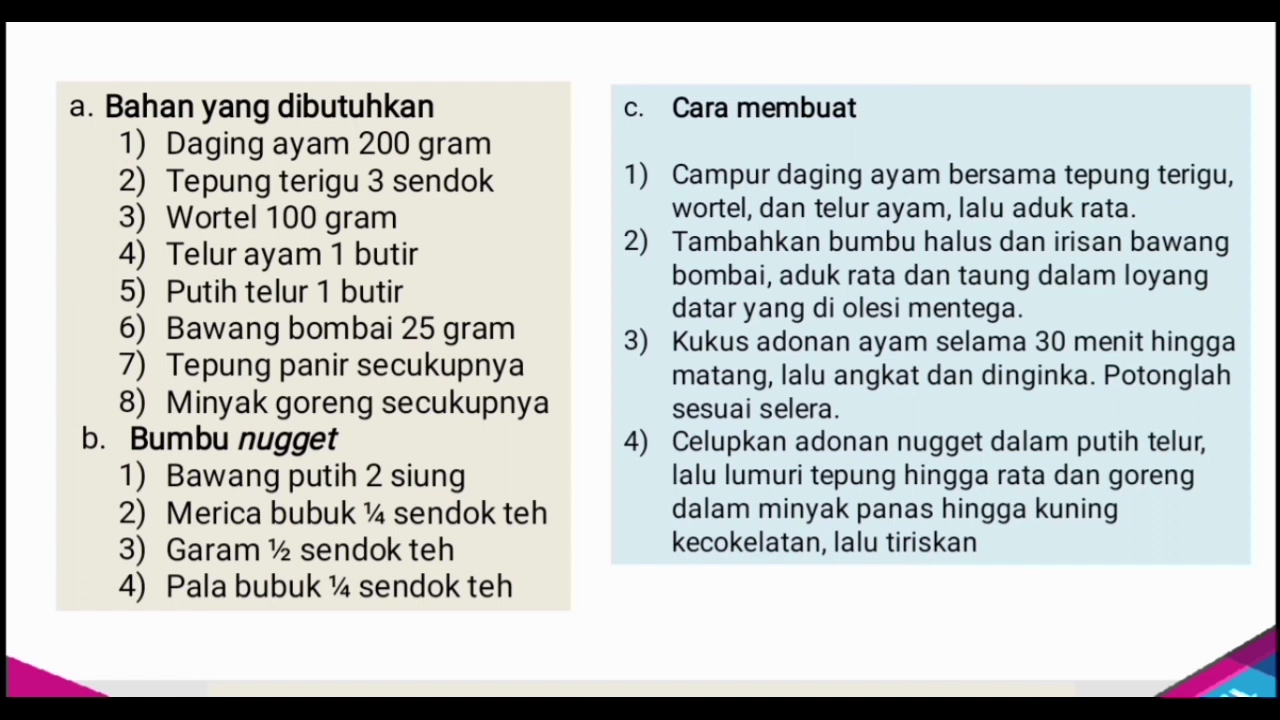 a. Bahan yang dibutuhkan
1) Daging ayam 200 gram
2) Tepung terigu 3 sendok
3) Wortel 100 gram
4) Telur ayam 1 butir
5) Putih telur 1 butir
6) Bawang bombai 25 gram
7) Tepung panir secukupnya
8) Minyak goreng secukupnya
b. Bumbu nugget
1) Bawang putih 2 siung
2) Merica bubuk ¼ sendok teh
3) Garam ½ sendok teh
4) Pala bubuk ¼ sendok teh
c. Cara membuat
1) Campur daging ayam bersama tepung terigu,
wortel, dan telur ayam, lalu aduk rata.
2) Tambahkan bumbu halus dan irisan bawang
bombai, aduk rata dan taung dalam loyang
datar yang di olesi mentega.
3) Kukus adonan ayam selama 30 menit hingga
matang, lalu angkat dan dinginka. Potonglah
sesuai selera.
4) Celupkan adonan nugget dalam putih telur,
lalu lumuri tepung hingga rata dan goreng
dalam minyak panas hingga kuning
kecokelatan, lalu tiriskan